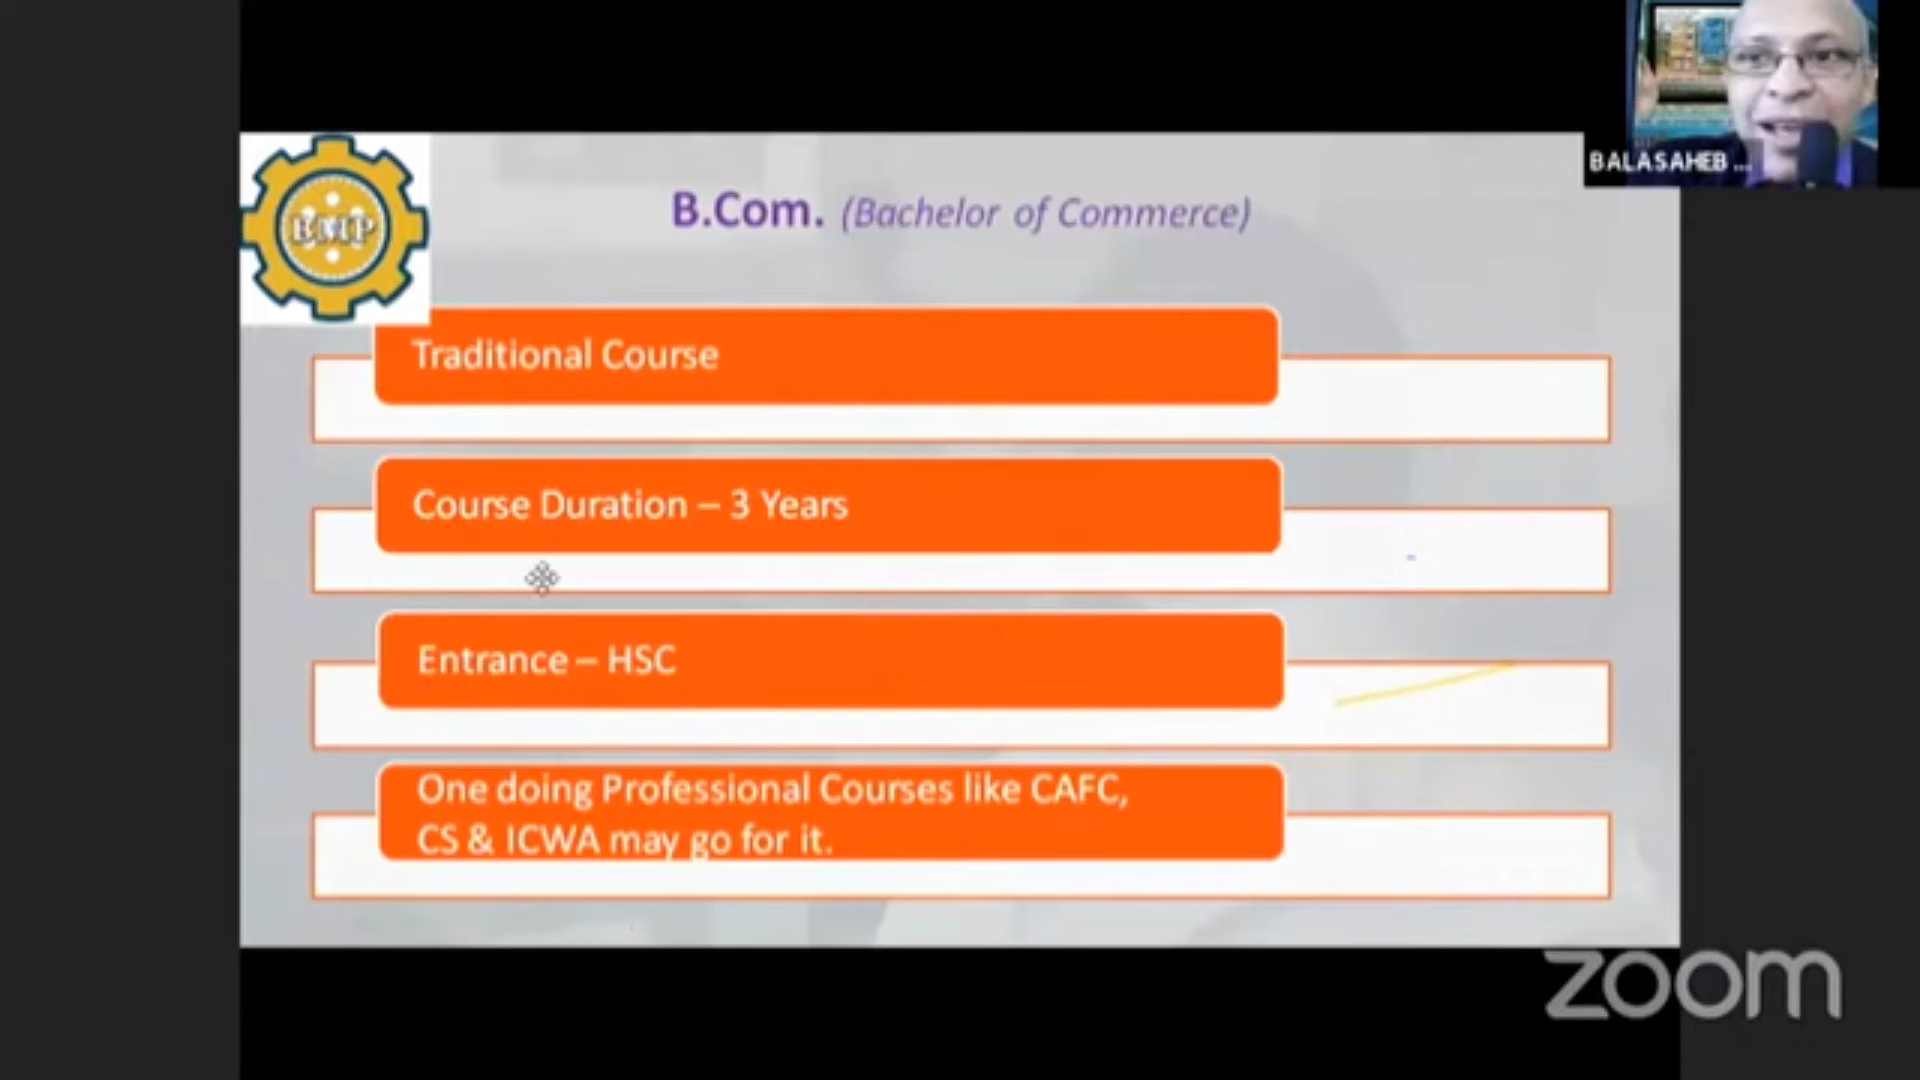 BALASAHEB ...
BMP
B.Com. (Bachelor of Commerce)
Traditional Course
Course Duration – 3 Years
Entrance – HSC
One doing Professional Courses like CAFC,
CS & ICWA may go for it.
zoom